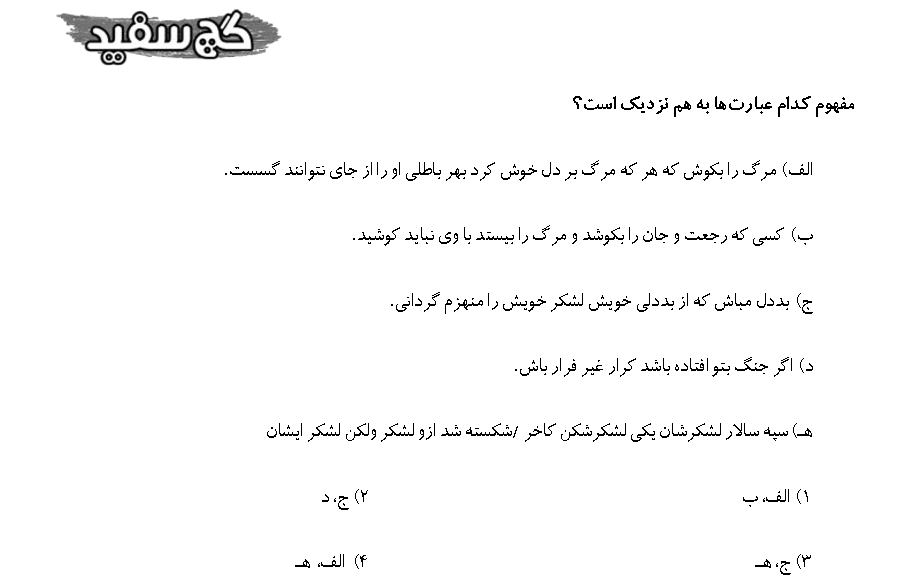 گچ سفید
مفهوم کدام عبارت‌ها به هم نزدیک است؟
الف) مرگ را بکوش که هر که مرگ بر دل خوش کرد بهر باطلی او را از جای نتوانند گسست.
ب) کسی که رجعت و جان را بکوشد و مرگ را بیستد با وی نباید کوشید.
ج) بددل مباش که از بددلی خویش لشکر خویش را منهزم گردانی.
د) اگر جنگ بتو افتاده باشد کرار غیر فرار باش.
هـ) سپه سالار لشکرشان یکی لشکرشکن کاخر /شکسته شد ازو لشکر ولکن لشکر ایشان
۱) الف، ب ۲) ج، د
۳) ج، هـ ۴) الف، هـ